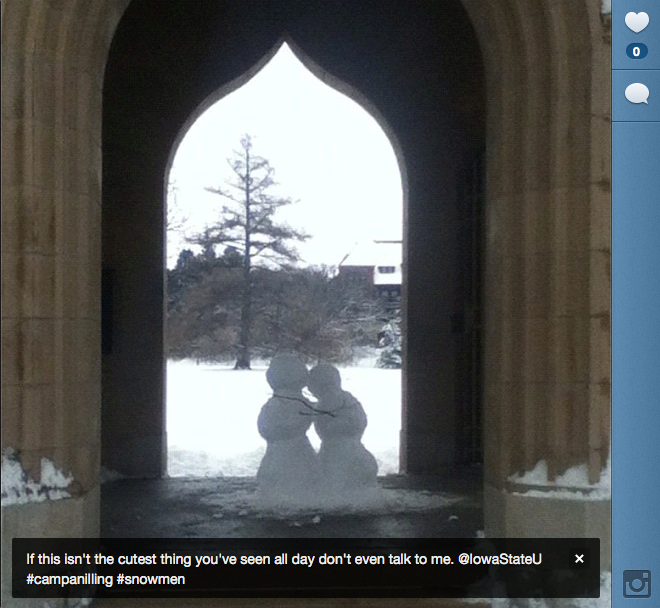 0
If this isn't the cutest thing you've seen all day don't even talk to me. @IowaStateU
#campanilling #snowmen